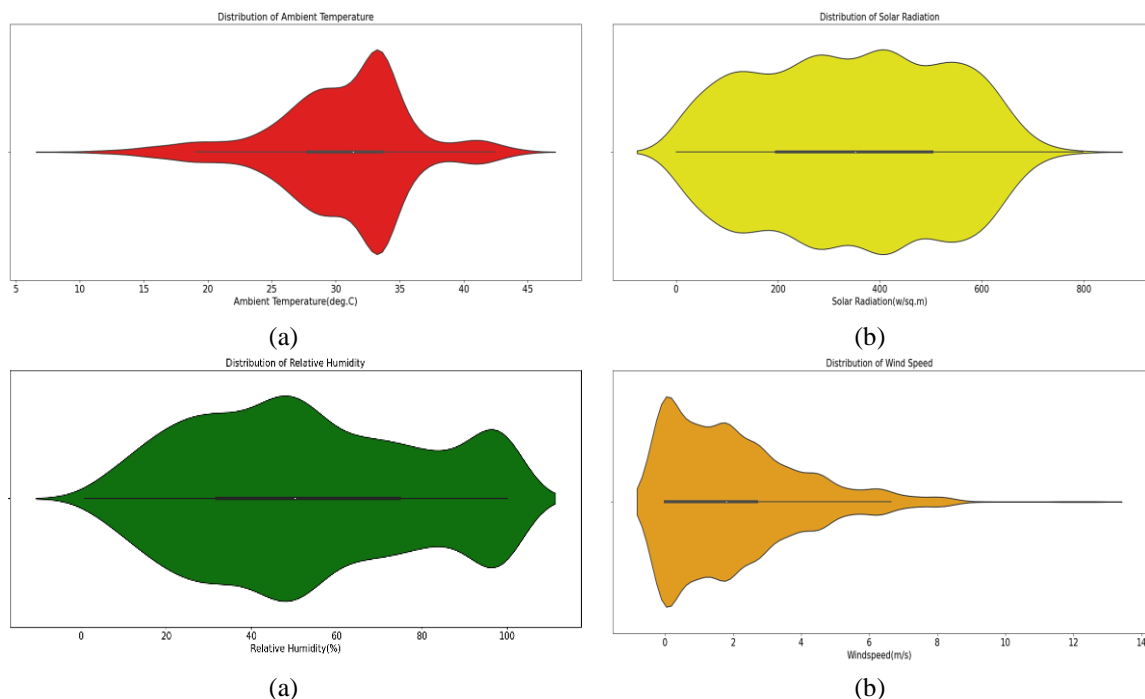 Distribution of Ambient Temperature
5 10 15 20 25 30 35 40 45
Ambient Temperature(deg.C)
(a)
Distribution of Solar Radiation
0 200 400 600 800
Solar Radiation(w/sq.m)
(b)
Distribution of Relative Humidity
0 20 40 60 80 100
Relative Humidity(%)
(a)
Distribution of Wind Speed
0 2 4 6 8 10 12 14
Windspeed(m/s)
(b)